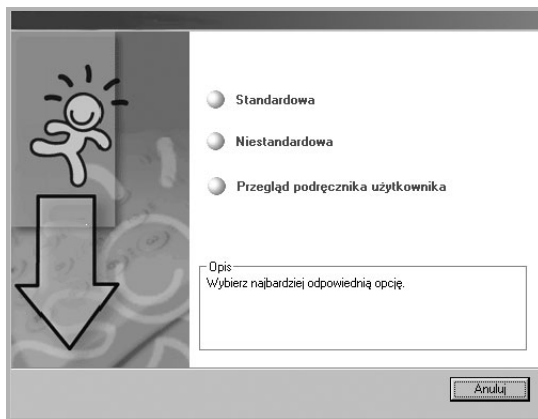 Standardowa
Niestandardowa
Przegląd podręcznika użytkownika
Opis
Wybierz najbardziej odpowiednią opcję.
Anuluj